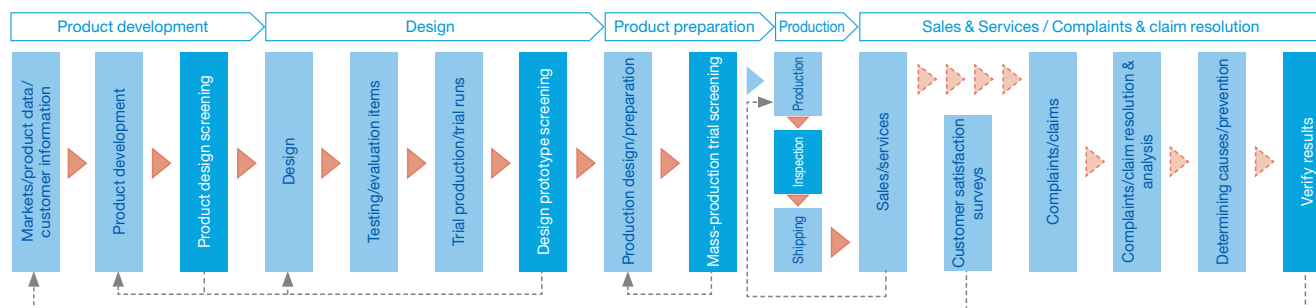 Product development
Design
Product preparation
Production
Sales & Services / Complaints & claim resolution
Markets/product data/
customer information
Product development
Product design screening
Design
Testing/evaluation items
Trial production/trial runs
Design prototype screening
Production design/preparation
Mass-production trial screening
Production
Inspection
Shipping
Sales/services
Customer satisfaction
surveys
Complaints/claims
Complaints/claim resolution &
analysis
Determining causes/prevention
Verify results